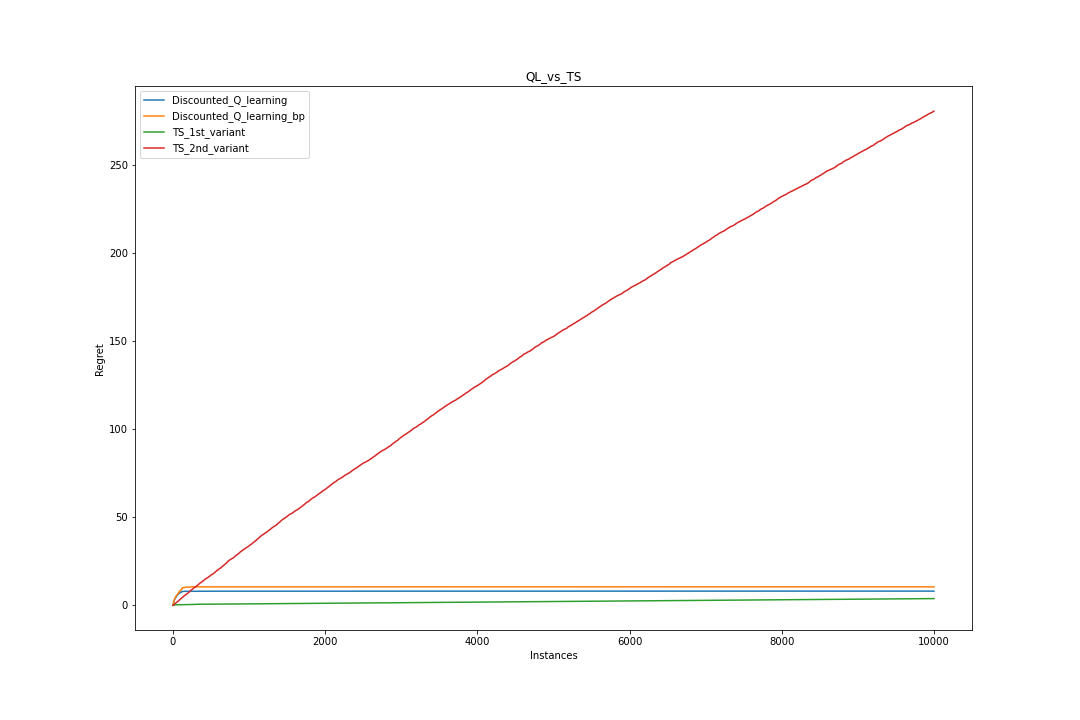 QL_vs_TS
Discounted_Q_learning
Discounted_Q_learning_bp
TS_1st_variant
TS_2nd_variant
250
200
150
100
50
0
Regret
0 2000 4000 6000 8000 10000
Instances